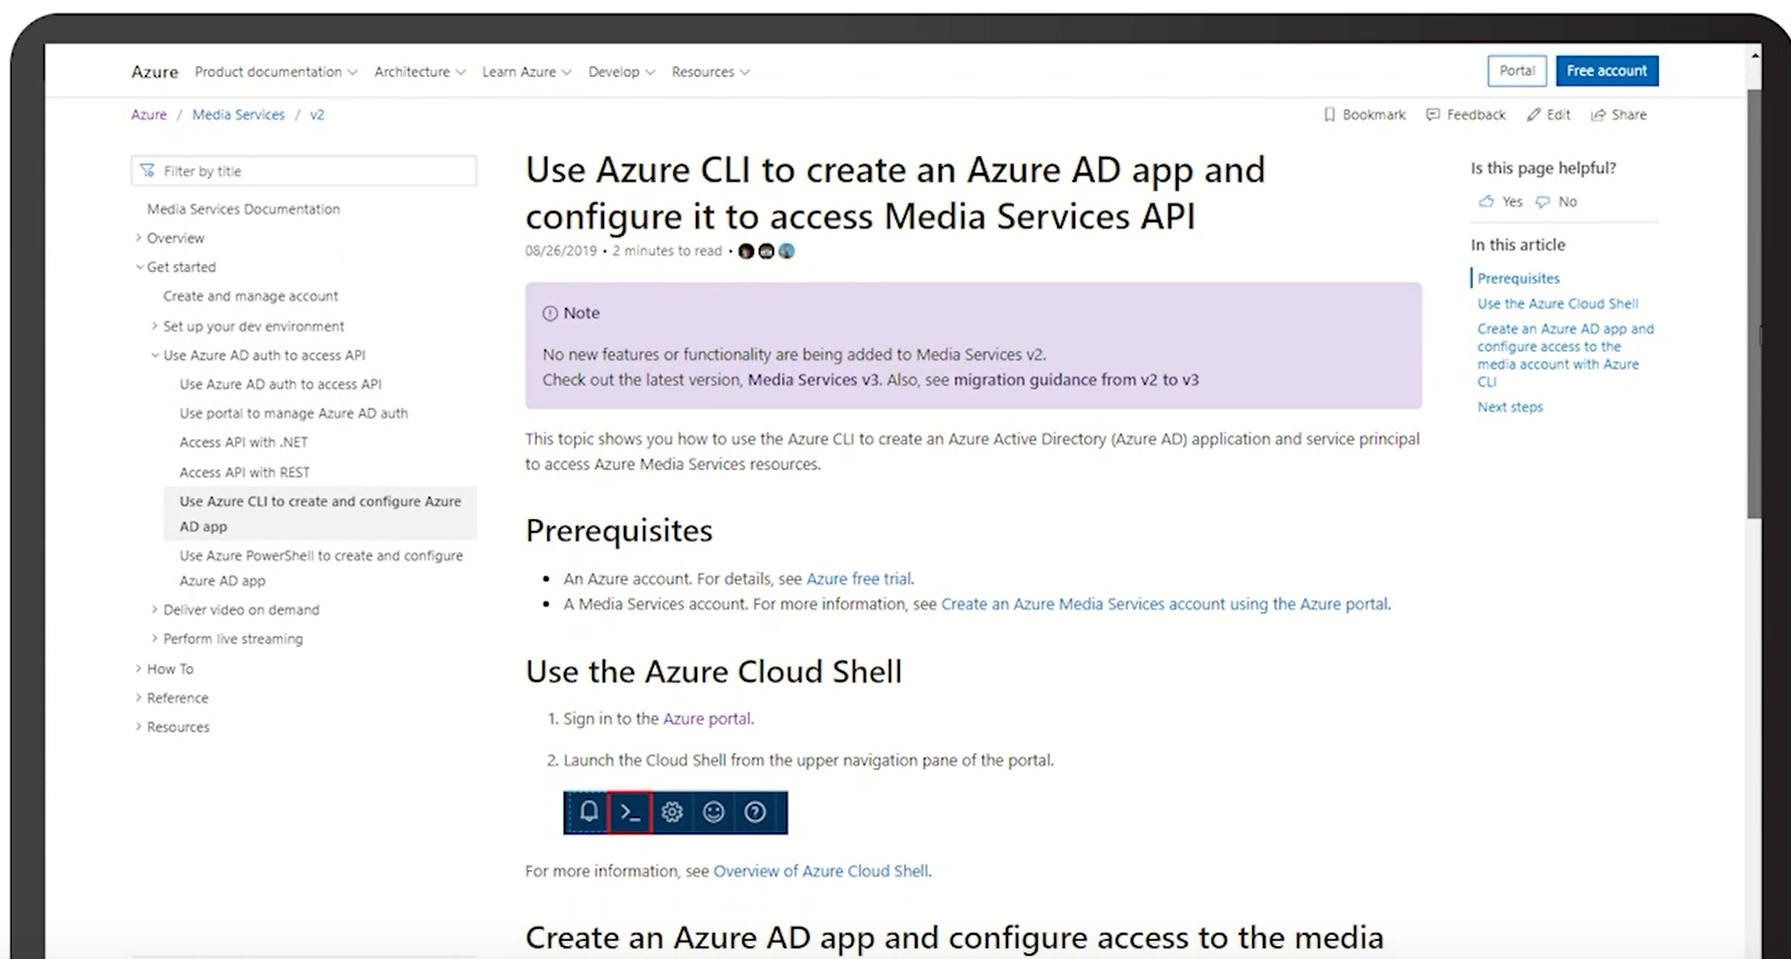 Azure Product documentation Architecture Learn Azure Develop Resources Portal Free account
Azure / Media Services / v2 Bookmark Feedback Edit Share
Filter by title
Media Services Documentation
Overview
Get started
Create and manage account
Set up your dev environment
Use Azure AD auth to access API
Use Azure AD auth to access API
Use portal to manage Azure AD auth
Access API with .NET
Access API with REST
Use Azure CLI to create and configure Azure
AD app
Use Azure PowerShell to create and configure
Azure AD app
Deliver video on demand
Perform live streaming
How To
Reference
Resources
Use Azure CLI to create an Azure AD app and
configure it to access Media Services API
08/26/2019 • 2 minutes to read •
Note
No new features or functionality are being added to Media Services v2.
Check out the latest version, Media Services v3. Also, see migration guidance from v2 to v3
This topic shows you how to use the Azure CLI to create an Azure Active Directory (Azure AD) application and service principal
to access Azure Media Services resources.
Prerequisites
• An Azure account. For details, see Azure free trial.
• A Media Services account. For more information, see Create an Azure Media Services account using the Azure portal.
Use the Azure Cloud Shell
1. Sign in to the Azure portal.
2. Launch the Cloud Shell from the upper navigation pane of the portal.
For more information, see Overview of Azure Cloud Shell.
Create an Azure AD app and configure access to the media
Is this page helpful?
Yes No
In this article
Prerequisites
Use the Azure Cloud Shell
Create an Azure AD app and
configure access to the
media account with Azure
CLI
Next steps